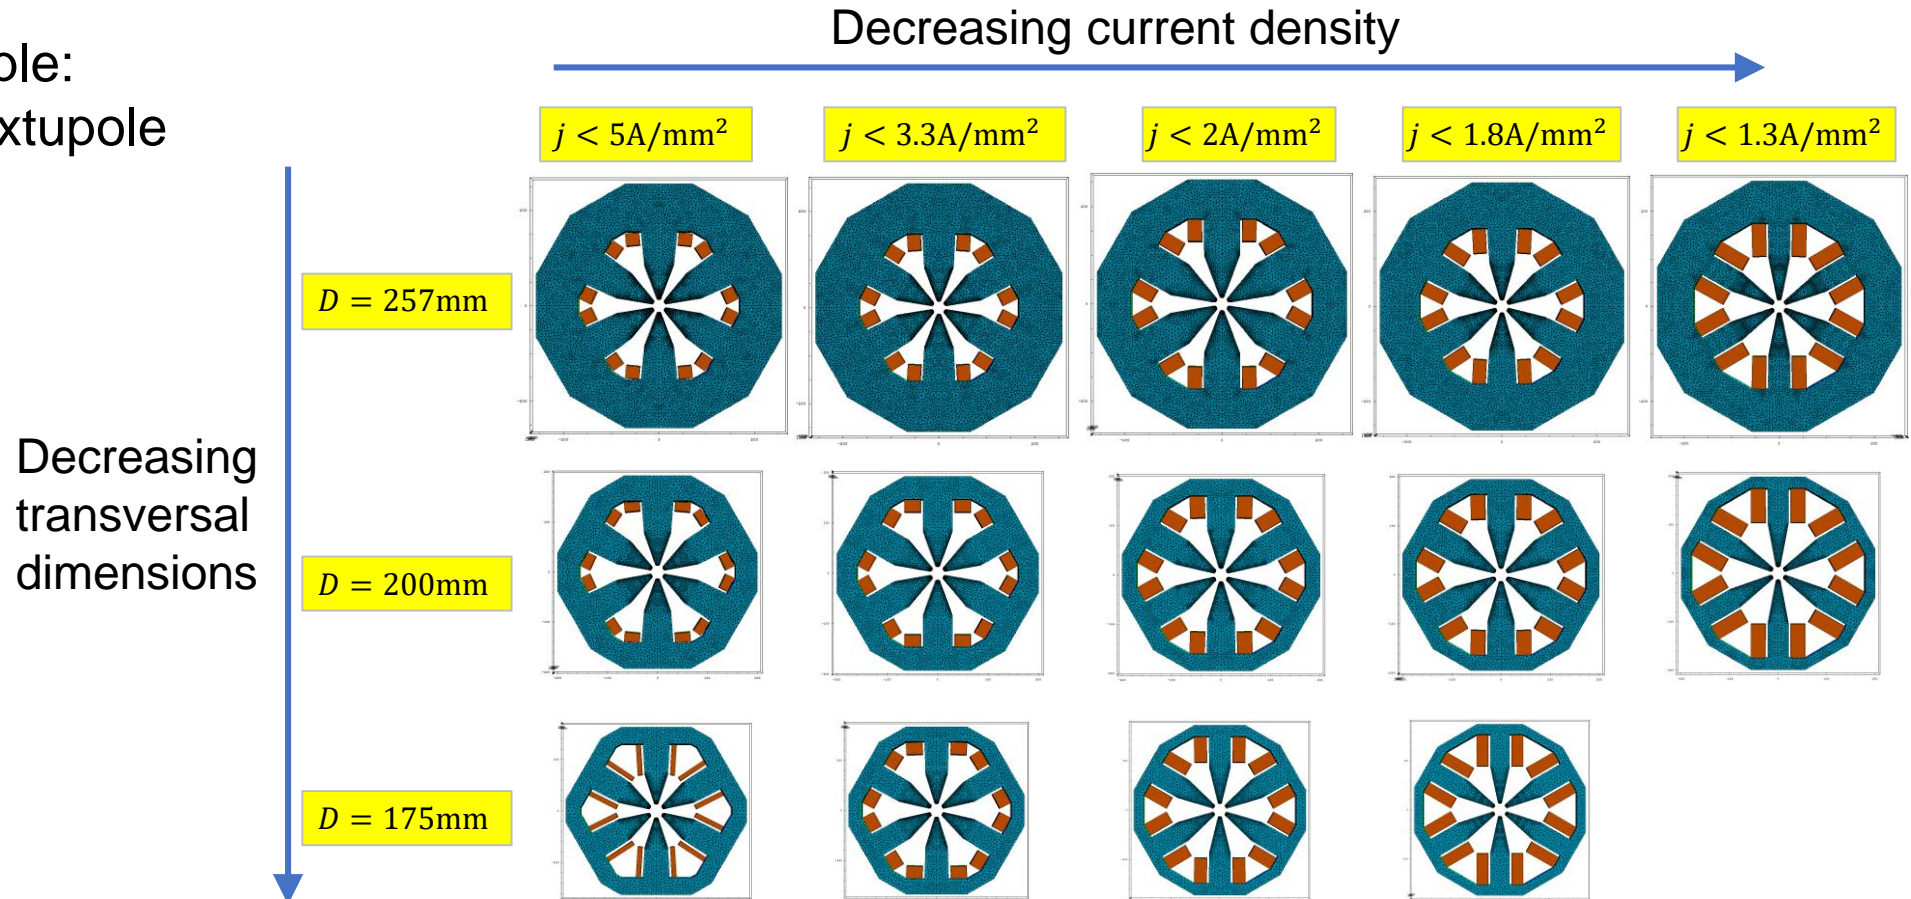 Decreasing current density
ple:
xtupole
j < 5A/mm²
j < 3.3A/mm²
j < 2A/mm²
j < 1.8A/mm²
j < 1.3A/mm²
D = 257mm
Decreasing
transversal
dimensions
D = 200mm
D = 175mm